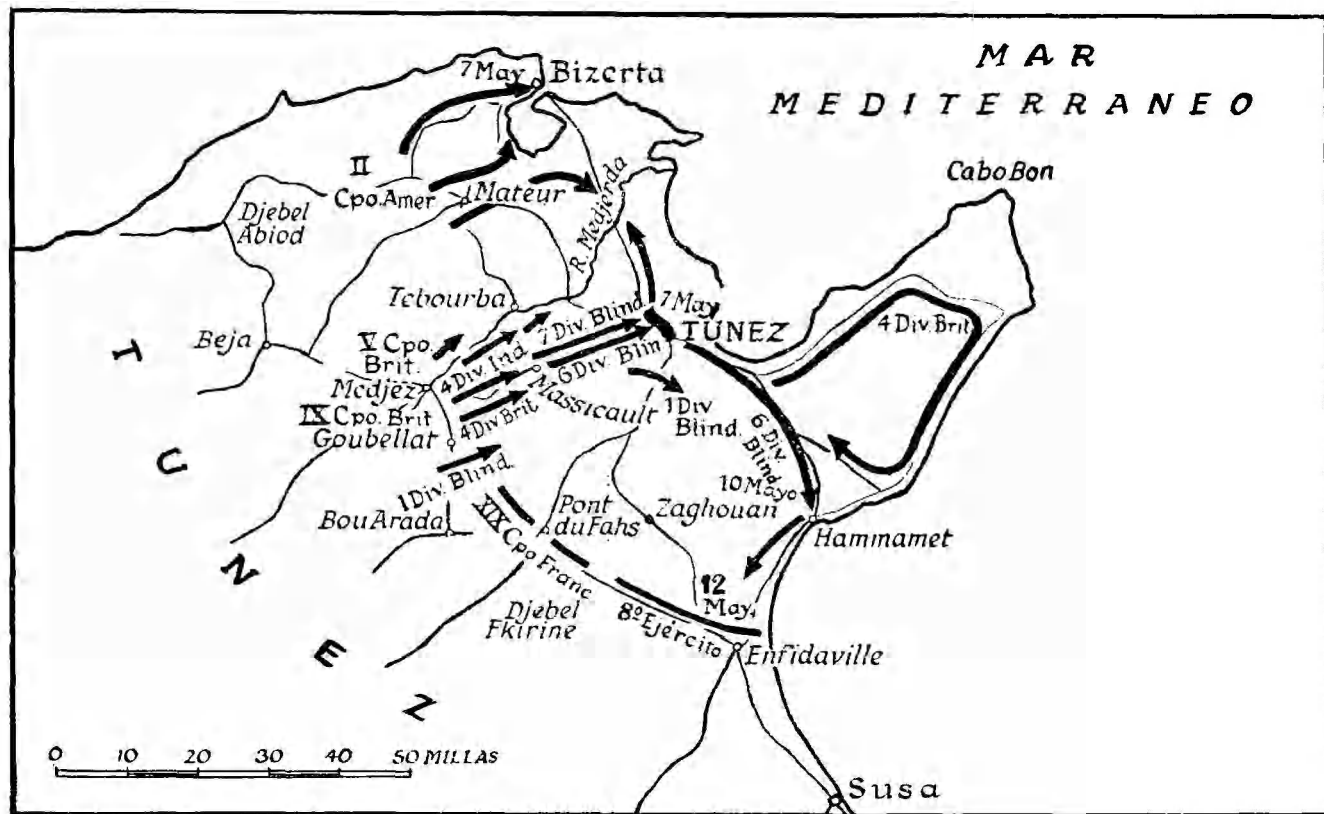 MAR
MEDITERRANEO
7 May
Bizerta
II
Cpo. Amer
Mateur
R. Medjerda
Cabo Bon
Djebel
Abiod
Tebourba
Beja
V Cpo.
Brit.
Medjez
IX Cpo. Brit
Goubellat
4 Div. Ind.
7 Div. Blind.
6 Div. Blin
4 Div Brit
Massicault
7 May
TUNEZ
4 Div. Brit.
1 Div
Blind.
6 Div.
Blind.
10 Mayo
1 Div. Blind.
Bou Arada
XIX Cpo Franc
Pont
du Fahs
Zaghouan
Hammamet
12
May.
Djebel
Fkirine
8º Ejército
Enfidaville
TUNEZ
0 10 20 30 40 50 MILLAS
Susa